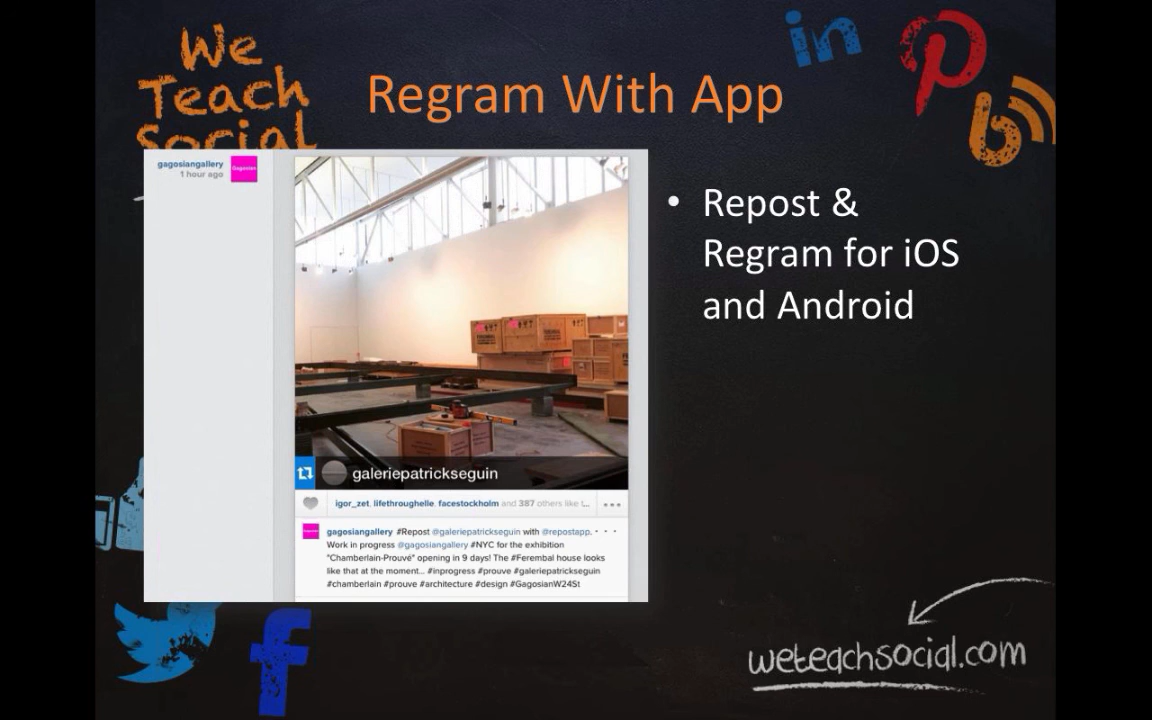 We
Teach
Social
Regram With App
gagosiangallery
1 hour ago
Gagosian
• Repost &
Regram for iOS
and Android
galeriepatrickseguin
igor_zet, lifethroughelle, facestockholm and 387 others like t...
gagosiangallery #Repost @galeriepatrickseguin with @repostapp. · · ·
Work in progress @gagosiangallery #NYC for the exhibition
"Chamberlain-Prouvé" opening in 9 days! The #Ferembal house looks
like that at the moment... #inprogress #prouve #galeriepatrickseguin
#chamberlain #prouve #architecture #design #GagosianW24St
weteachsocial.com
in